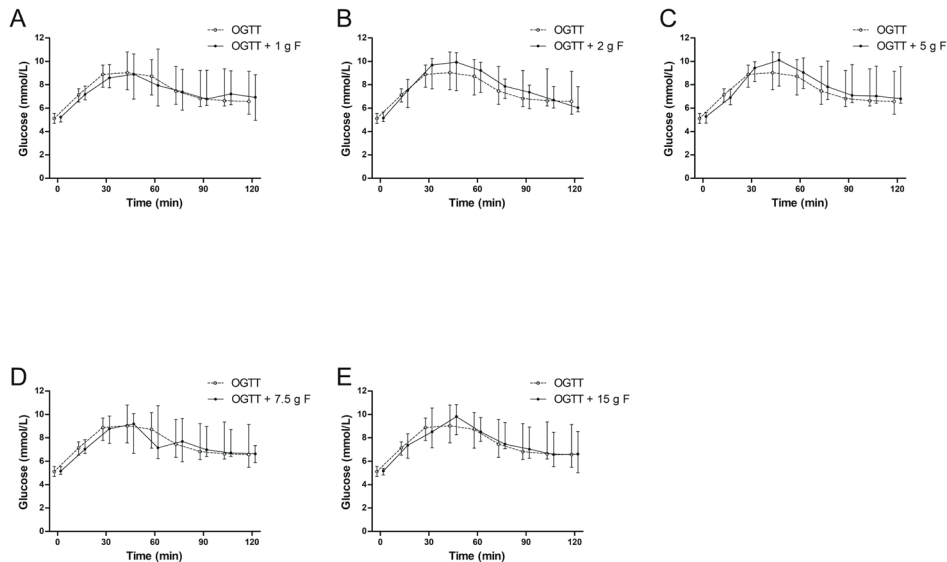 A
OGTT
OGTT + 1 g F
12
10
8
6
4
2
0
Glucose (mmol/L)
0 30 60 90 120
Time (min)
B
OGTT
OGTT + 2 g F
12
10
8
6
4
2
0
Glucose (mmol/L)
0 30 60 90 120
Time (min)
C
OGTT
OGTT + 5 g F
12
10
8
6
4
2
0
Glucose (mmol/L)
0 30 60 90 120
Time (min)
D
OGTT
OGTT + 7.5 g F
12
10
8
6
4
2
0
Glucose (mmol/L)
0 30 60 90 120
Time (min)
E
OGTT
OGTT + 15 g F
12
10
8
6
4
2
0
Glucose (mmol/L)
0 30 60 90 120
Time (min)